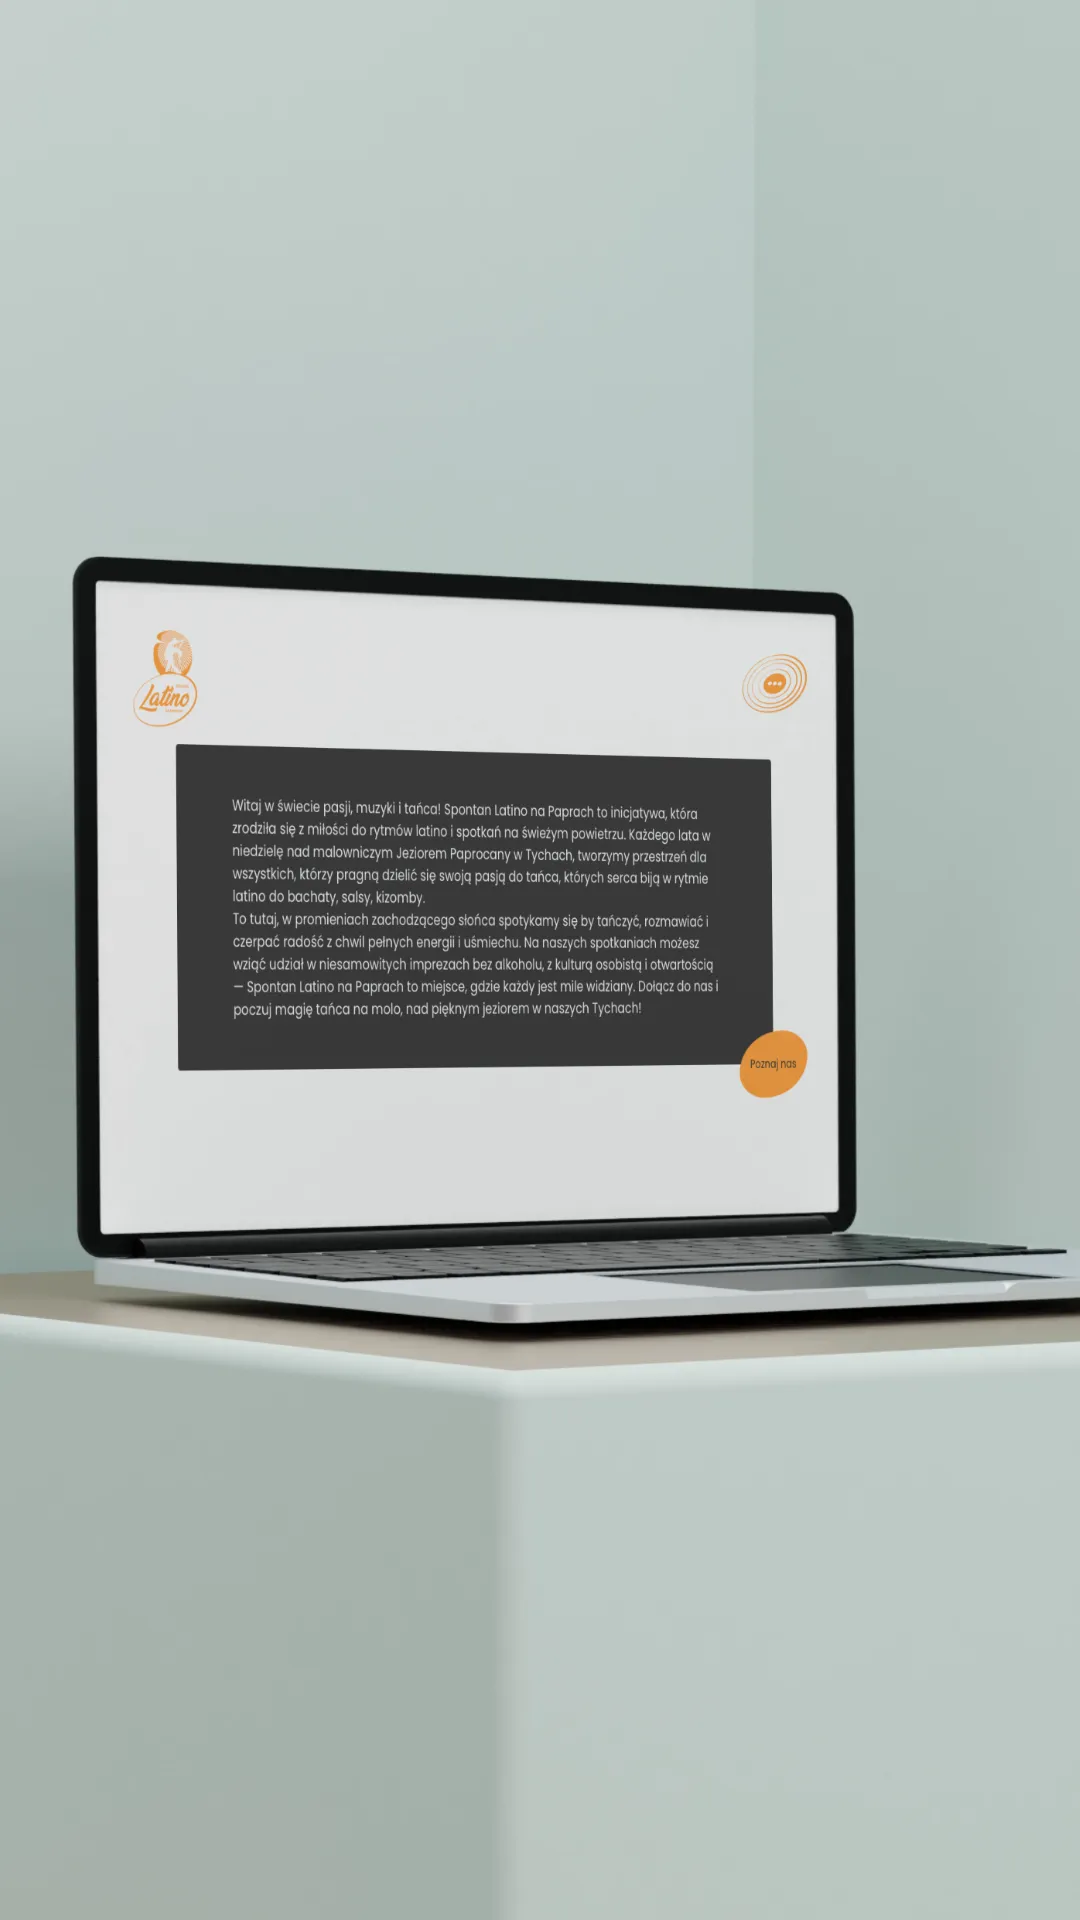 Latino
Witaj w świecie pasji, muzyki i tańca! Spontan Latino na Paprach to inicjatywa, która
zrodziła się z miłości do rytmów latino i spotkań na świeżym powietrzu. Każdego lata w
niedzielę nad malowniczym Jeziorem Paprocany w Tychach, tworzymy przestrzeń dla
wszystkich, którzy pragną dzielić się swoją pasją do tańca, których serca biją w rytmie
latino do bachaty, salsy, kizomby.
To tutaj, w promieniach zachodzącego słońca spotykamy się by tańczyć, rozmawiać i
czerpać radość z chwil pełnych energii i uśmiechu. Na naszych spotkaniach możesz
wziąć udział w niesamowitych imprezach bez alkoholu, z kulturą osobistą i otwartością
– Spontan Latino na Paprach to miejsce, gdzie każdy jest mile widziany. Dołącz do nas i
poczuj magię tańca na molo, nad pięknym jeziorem w naszych Tychach!
Poznaj nas